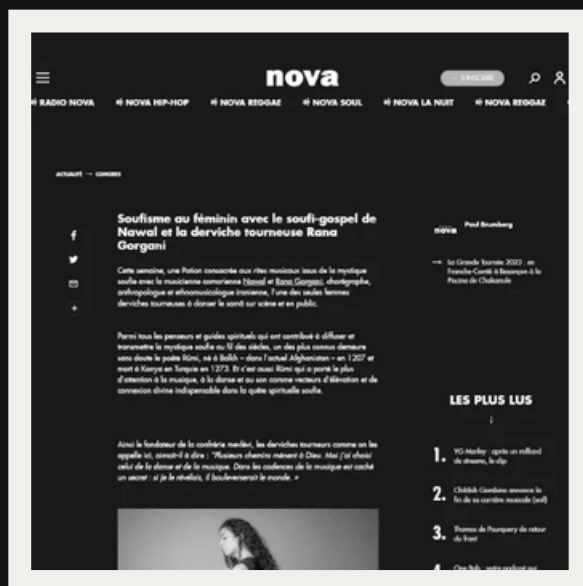 nova
S'INSCRIRE
RADIO NOVA
NOVA HIP-HOP
NOVA REGGAE
NOVA SOUL
NOVA LA NUIT
NOVA REGGAE
ACTUALITÉ → COMORES
Soufisme au féminin avec le soufi-gospel de
Nawal et la derviche tourneuse Rana
Gorgani
Cette semaine, une Potion consacrée aux rites musicaux issus de la mystique
soufie avec la musicienne comorienne Nawal et Rana Gorgani, chorégraphe,
anthropologue et ethnomusicologue iranienne, l'une des seules femmes
derviches tourneuses à danser le samâ sur scène et en public.
Parmi tous les penseurs et guides spirituels qui ont contribué à diffuser et
transmettre la mystique soufie au fil des siècles, un des plus connus demeure
sans doute le poète Rûmi, né à Balkh – dans l'actuel Afghanistan – en 1207 et
mort à Konya en Turquie en 1273. Et c'est aussi Rûmi qui a porté le plus
d'attention à la musique, à la danse et au son comme vecteurs d'élévation et de
connexion divine indispensable dans la quête spirituelle soufie.
Ainsi le fondateur de la confrérie mevlevi, les derviches tourneurs comme on les
appelle ici, aimait-il à dire : "Plusieurs chemins mènent à Dieu. Moi j'ai choisi
celui de la danse et de la musique. Dans les cadences de la musique est caché
un secret : si je le révélais, il bouleverserait le monde. »
nova
Paul Brumberg
→ La Grande Tournée 2023 : en
Franche-Comté à Besançon à la
Piscine de Chalezeule
LES PLUS LUS
↓
1. YG Marley : après un milliard
de streams, le clip
2. Childish Gambino annonce la
fin de sa carrière musicale
3. Thomas de Pourquery de retour
du front
4.
notre podcast qui